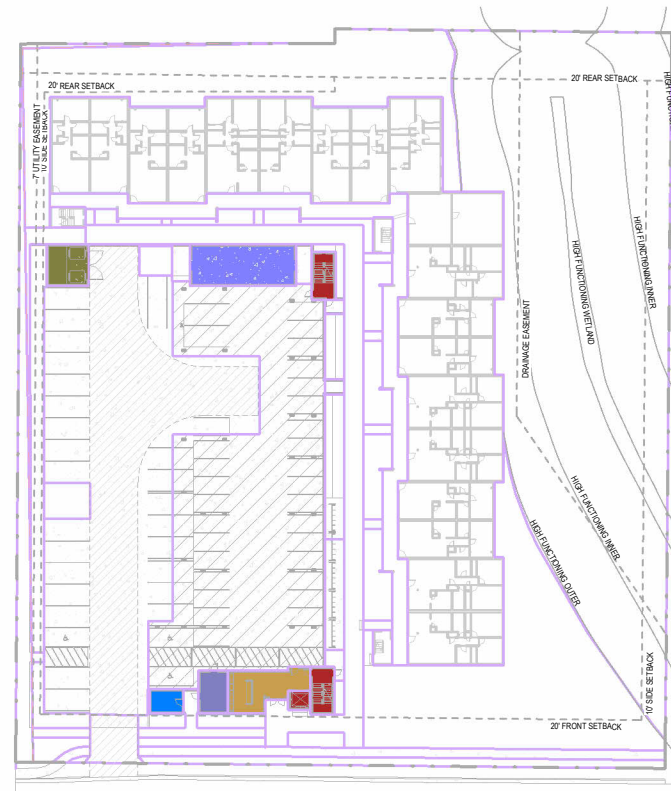 20' REAR SETBACK
20' REAR SETBACK
7' UTILITY EASEMENT
10' SIDE SETBACK
HIGH FUNCTIONING INNER
HIGH FUNCTIONING WETLAND
DRAINAGE EASEMENT
HIGH FUNCTIONING INNER
HIGH FUNCTIONING OUTER
10' SIDE SETBACK
20' FRONT SETBACK